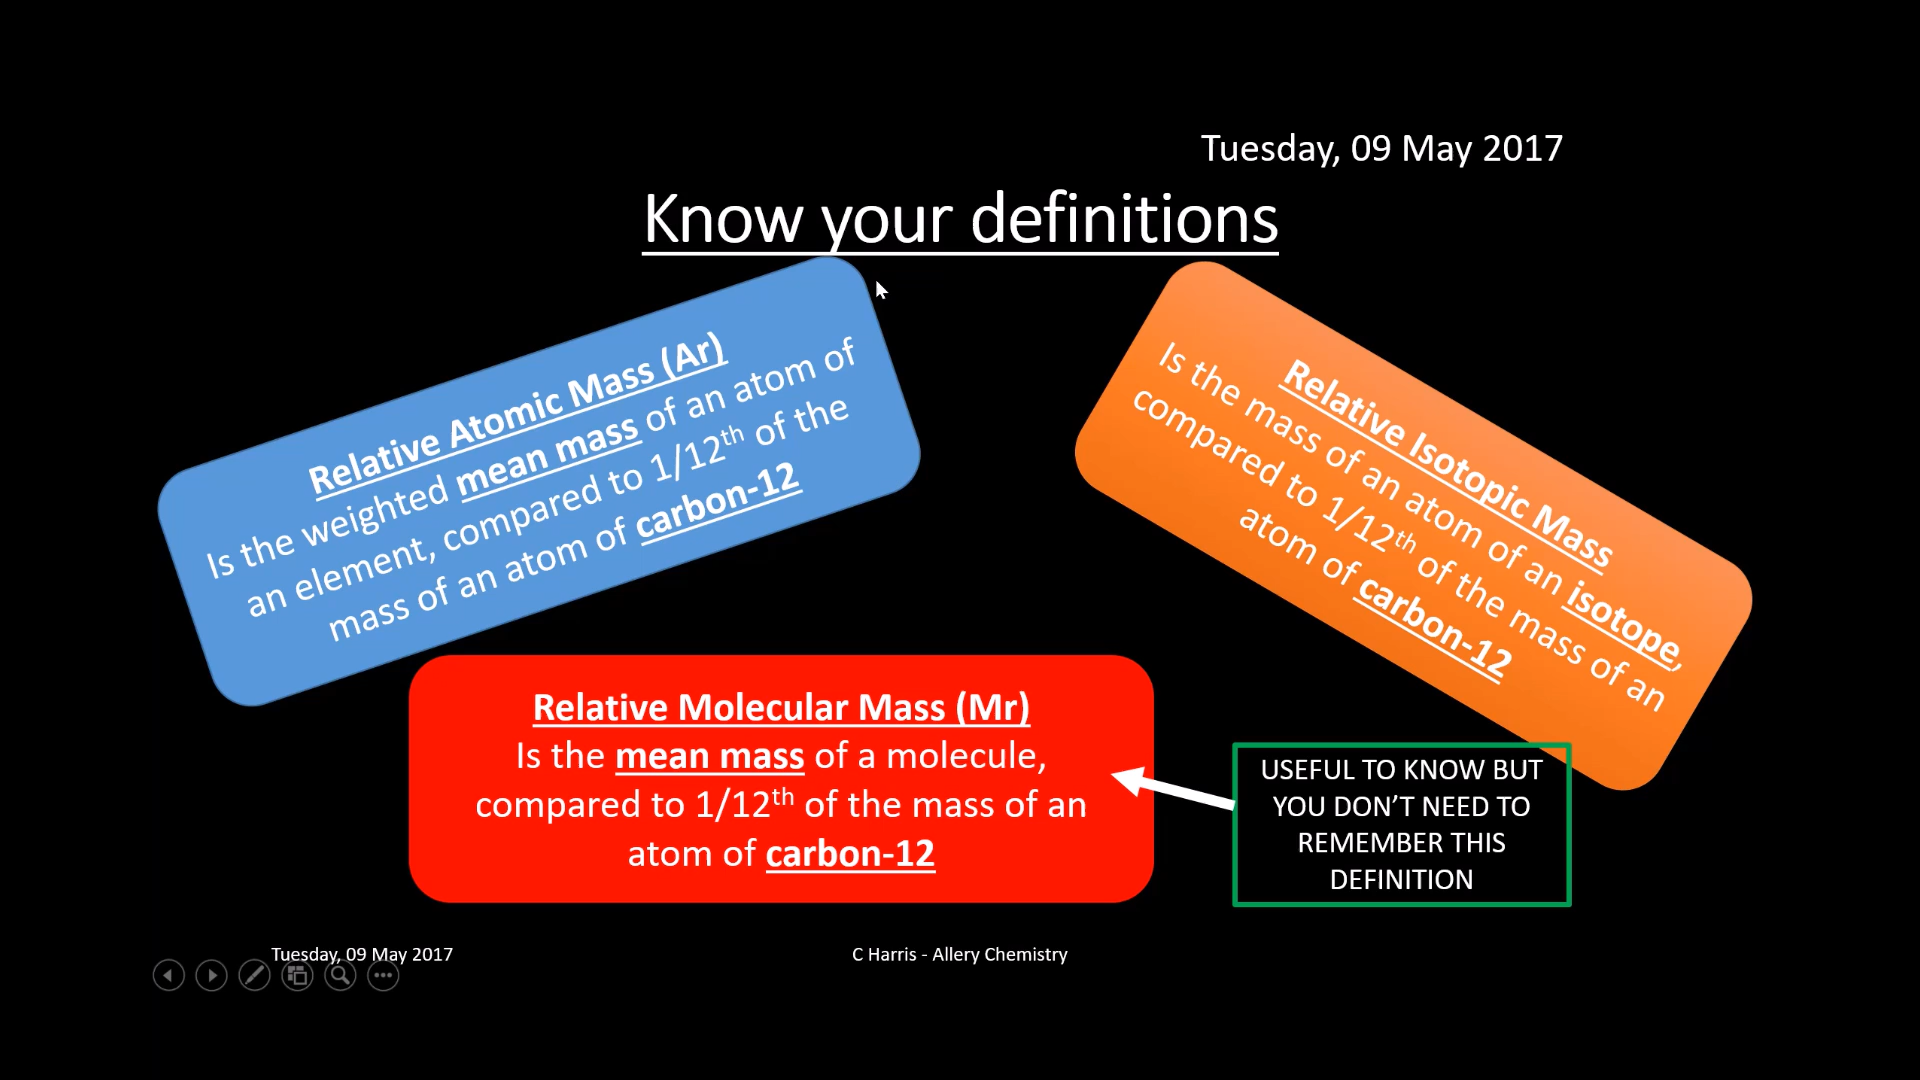 Tuesday, 09 May 2017
Know your definitions
Relative Atomic Mass (Ar)
Is the weighted mean mass of an atom of
an element, compared to 1/12th of the
mass of an atom of carbon-12
Relative Isotopic Mass
Is the mass of an atom of an isotope,
compared to 1/12th of the mass of an
atom of carbon-12
Relative Molecular Mass (Mr)
Is the mean mass of a molecule,
compared to 1/12th of the mass of an
atom of carbon-12
USEFUL TO KNOW BUT
YOU DON’T NEED TO
REMEMBER THIS
DEFINITION
Tuesday, 09 May 2017
C Harris - Allery Chemistry